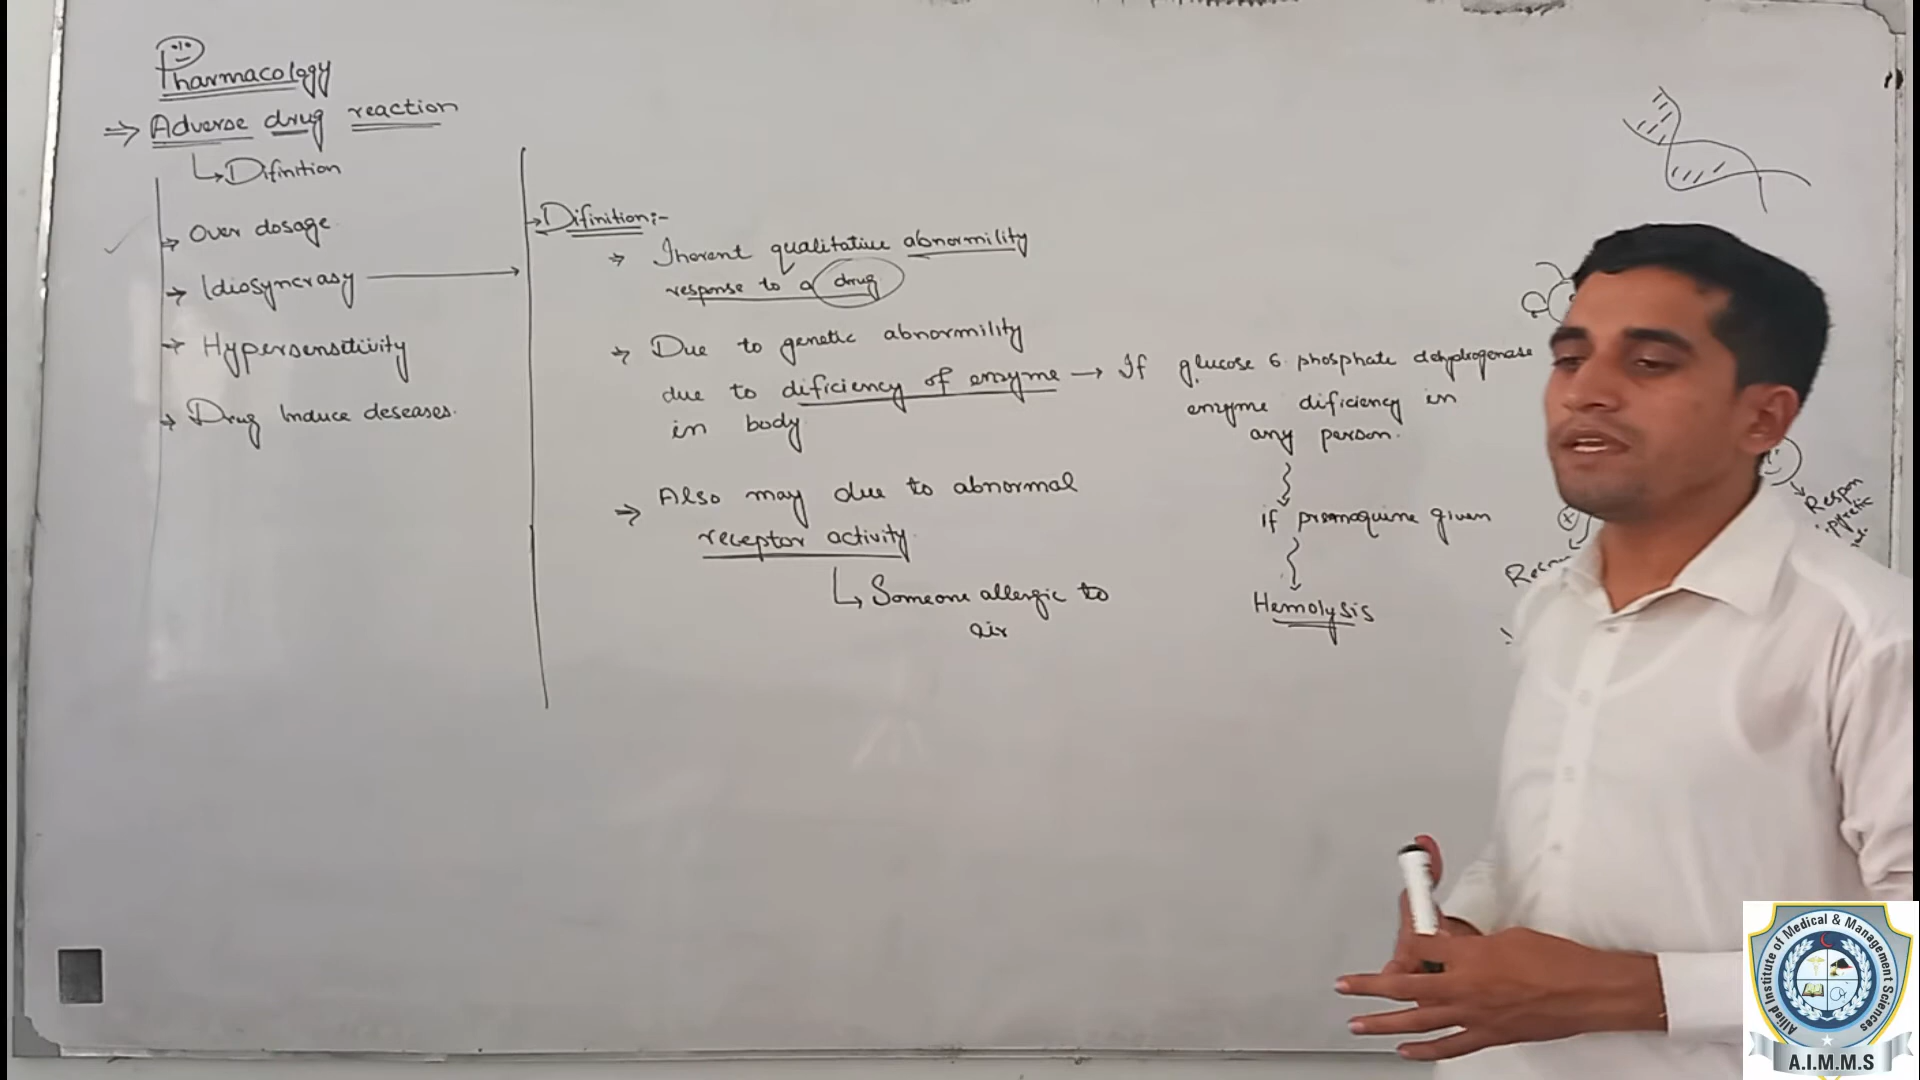 Pharmacology
⇒ Adverse drug reaction
↳ Difinition
→ Over dosage
→ Idiosyncrasy →
→ Hypersensitivity
→ Drug Induce deseases.
→ Difinition:-
→ Iherent qualitative abnormility
response to a drug
→ Due to genetic abnormility
due to dificiency of enzyme →
in body
⇒ Also may due to abnormal
receptor activity.
↳ Someone allergic to
air
If glucose 6 phosphate dehydrogenase
enzyme dificiency in
any person.
if primaquine given
Hemolysis
Respon
pyretic
Allied Institute of Medical & Management Sciences
A.I.M.M.S